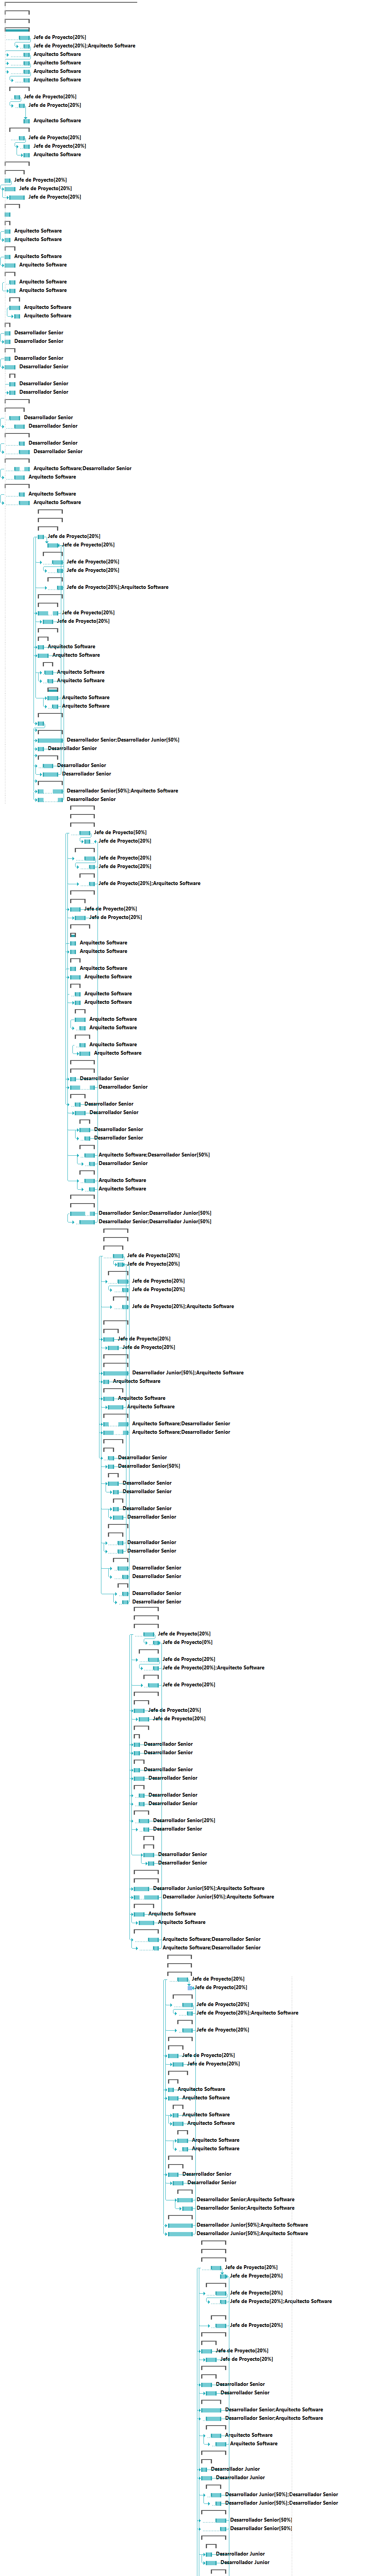 Jefe de Proyecto[20%]
Jefe de Proyecto[20%];Arquitecto Software
Arquitecto Software
Arquitecto Software
Arquitecto Software
Arquitecto Software
Jefe de Proyecto[20%]
Jefe de Proyecto[20%]
Arquitecto Software
Jefe de Proyecto[20%]
Jefe de Proyecto[20%]
Arquitecto Software
Jefe de Proyecto[20%]
Jefe de Proyecto[20%]
Jefe de Proyecto[20%]
Arquitecto Software
Arquitecto Software
Arquitecto Software
Arquitecto Software
Arquitecto Software
Arquitecto Software
Arquitecto Software
Arquitecto Software
Desarrollador Senior
Desarrollador Senior
Desarrollador Senior
Desarrollador Senior
Desarrollador Senior
Desarrollador Senior
Desarrollador Senior
Desarrollador Senior
Desarrollador Senior
Desarrollador Senior
Arquitecto Software;Desarrollador Senior
Arquitecto Software
Arquitecto Software
Arquitecto Software
Jefe de Proyecto[20%]
Jefe de Proyecto[20%]
Jefe de Proyecto[20%]
Jefe de Proyecto[20%]
Jefe de Proyecto[20%];Arquitecto Software
Jefe de Proyecto[20%]
Jefe de Proyecto[20%]
Arquitecto Software
Arquitecto Software
Arquitecto Software
Arquitecto Software
Arquitecto Software
Arquitecto Software
Desarrollador Senior;Desarrollador Junior[50%]
Desarrollador Senior
Desarrollador Senior
Desarrollador Senior
Desarrollador Senior[50%];Arquitecto Software
Desarrollador Senior
Jefe de Proyecto[50%]
Jefe de Proyecto[20%]
Jefe de Proyecto[20%]
Jefe de Proyecto[20%]
Jefe de Proyecto[20%];Arquitecto Software
Jefe de Proyecto[20%]
Jefe de Proyecto[20%]
Arquitecto Software
Arquitecto Software
Arquitecto Software
Arquitecto Software
Arquitecto Software
Arquitecto Software
Arquitecto Software
Arquitecto Software
Arquitecto Software
Arquitecto Software
Desarrollador Senior
Desarrollador Senior
Desarrollador Senior
Desarrollador Senior
Desarrollador Senior
Desarrollador Senior
Arquitecto Software;Desarrollador Senior[50%]
Desarrollador Senior
Arquitecto Software
Arquitecto Software
Desarrollador Senior;Desarrollador Junior[50%]
Desarrollador Senior;Desarrollador Junior[50%]
Jefe de Proyecto[20%]
Jefe de Proyecto[20%]
Jefe de Proyecto[20%]
Jefe de Proyecto[20%]
Jefe de Proyecto[20%];Arquitecto Software
Jefe de Proyecto[20%]
Jefe de Proyecto[20%]
Desarrollador Junior[50%];Arquitecto Software
Arquitecto Software
Arquitecto Software
Arquitecto Software
Arquitecto Software;Desarrollador Senior
Arquitecto Software;Desarrollador Senior
Desarrollador Senior
Desarrollador Senior[50%]
Desarrollador Senior
Desarrollador Senior
Desarrollador Senior
Desarrollador Senior
Desarrollador Senior
Desarrollador Senior
Desarrollador Senior
Desarrollador Senior
Desarrollador Senior
Desarrollador Senior
Jefe de Proyecto[20%]
Jefe de Proyecto[0%]
Jefe de Proyecto[20%]
Jefe de Proyecto[20%];Arquitecto Software
Jefe de Proyecto[20%]
Jefe de Proyecto[20%]
Jefe de Proyecto[20%]
Desarrollador Senior
Desarrollador Senior
Desarrollador Senior
Desarrollador Senior
Desarrollador Senior
Desarrollador Senior
Desarrollador Senior[20%]
Desarrollador Senior
Desarrollador Senior
Desarrollador Senior
Desarrollador Junior[50%];Arquitecto Software
Desarrollador Junior[50%];Arquitecto Software
Arquitecto Software
Arquitecto Software
Arquitecto Software;Desarrollador Senior
Arquitecto Software;Desarrollador Senior
Jefe de Proyecto[20%]
Jefe de Proyecto[20%]
Jefe de Proyecto[20%]
Jefe de Proyecto[20%];Arquitecto Software
Jefe de Proyecto[20%]
Jefe de Proyecto[20%]
Jefe de Proyecto[20%]
Arquitecto Software
Arquitecto Software
Arquitecto Software
Arquitecto Software
Arquitecto Software
Arquitecto Software
Desarrollador Senior
Desarrollador Senior
Desarrollador Senior;Arquitecto Software
Desarrollador Senior;Arquitecto Software
Desarrollador Junior[50%];Arquitecto Software
Desarrollador Junior[50%];Arquitecto Software
Jefe de Proyecto[20%]
Jefe de Proyecto[20%]
Jefe de Proyecto[20%]
Jefe de Proyecto[20%];Arquitecto Software
Jefe de Proyecto[20%]
Jefe de Proyecto[20%]
Jefe de Proyecto[20%]
Desarrollador Senior
Desarrollador Senior
Desarrollador Senior;Arquitecto Software
Desarrollador Senior;Arquitecto Software
Arquitecto Software
Arquitecto Software
Desarrollador Junior
Desarrollador Junior
Desarrollador Junior[50%];Desarrollador Senior
Desarrollador Junior[50%];Desarrollador Senior
Desarrollador Senior[50%]
Desarrollador Senior[50%]
Desarrollador Junior
Desarrollador Junior